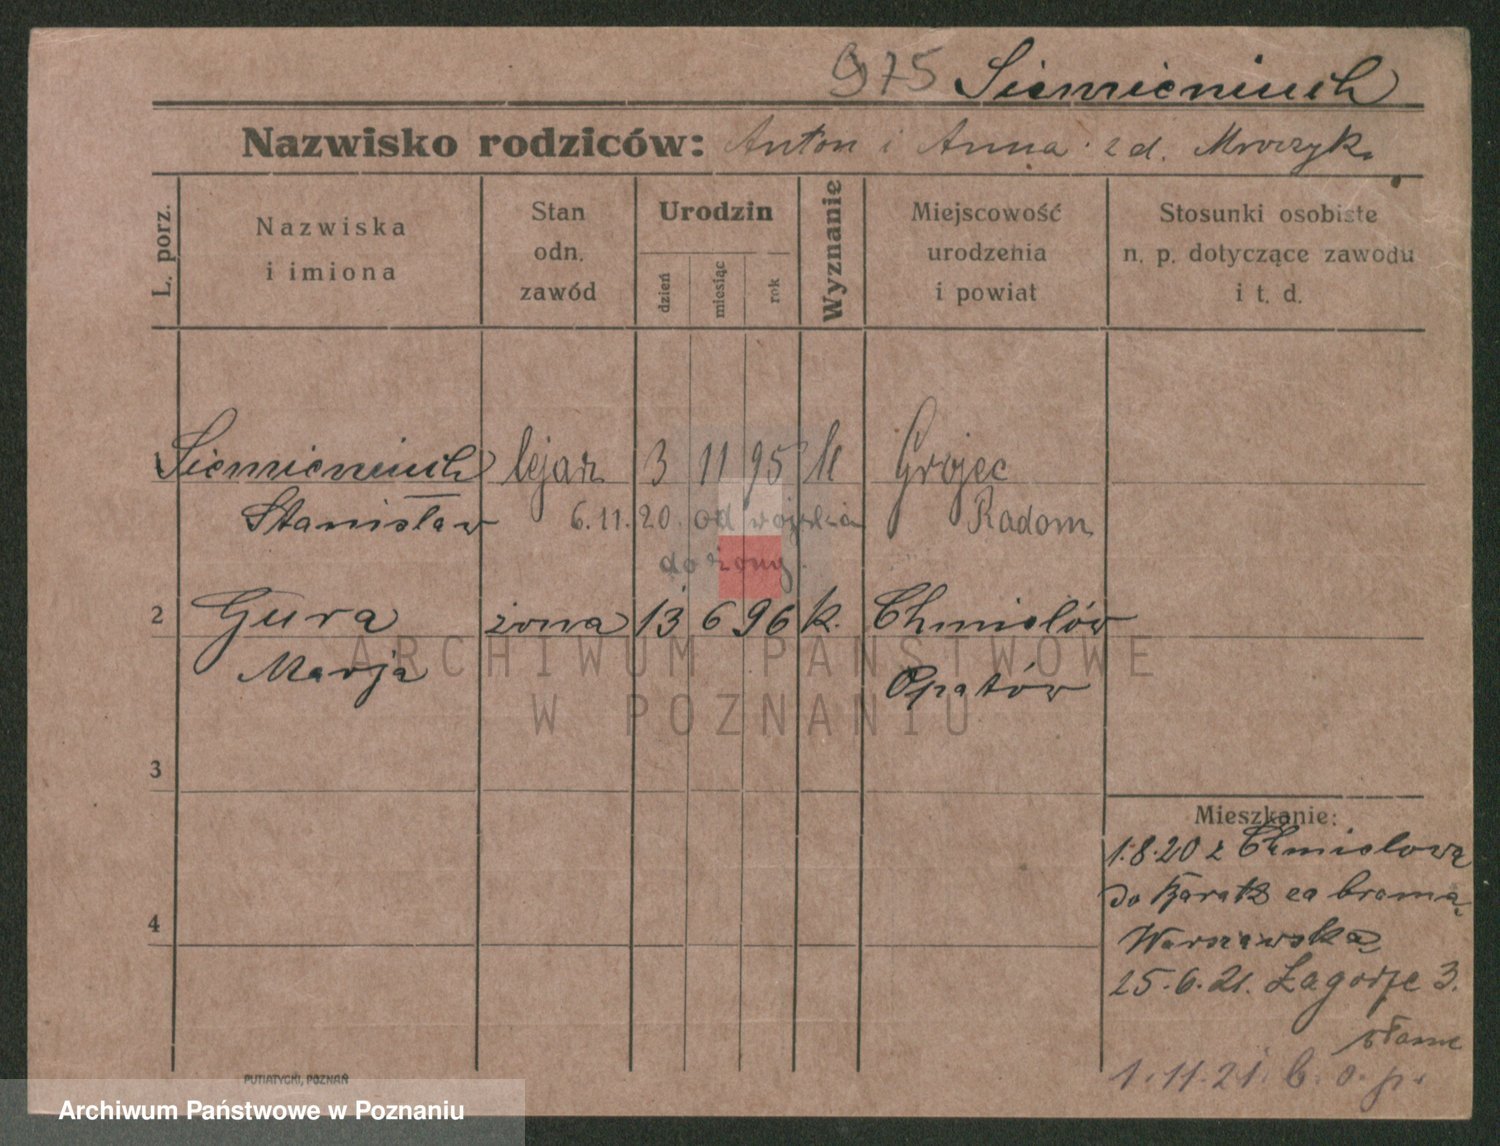 975 Siemieniuch
Nazwisko rodziców: Anton i Anna zd. Mroczyk.
L. porz.
Nazwiska
i imiona
Stan
odn.
zawód
Urodzin
dzień
miesiąc
rok
Wyznanie
Miejscowość
urodzenia
i powiat
Stosunki osobiste
n. p. dotyczące zawodu
i t. d.
Siemieniuch lejarz 3 11 95 k Grojec
Stanisław 6.11.20. od wojska Radom
do żony.
2 Gura żona 13 6 96 k. Chmielów
Marja Opatów
ARCHIWUM PAŃSTWOWE
W POZNANIU
3
Mieszkanie:
1.8.20 z Chmielowa
do za bramą
4
Warszawską
25.6.21. Zagórze 3.
1.11.21. b. o. p.
PUTIATYCKI, POZNAŃ
Archiwum Państwowe w Poznaniu